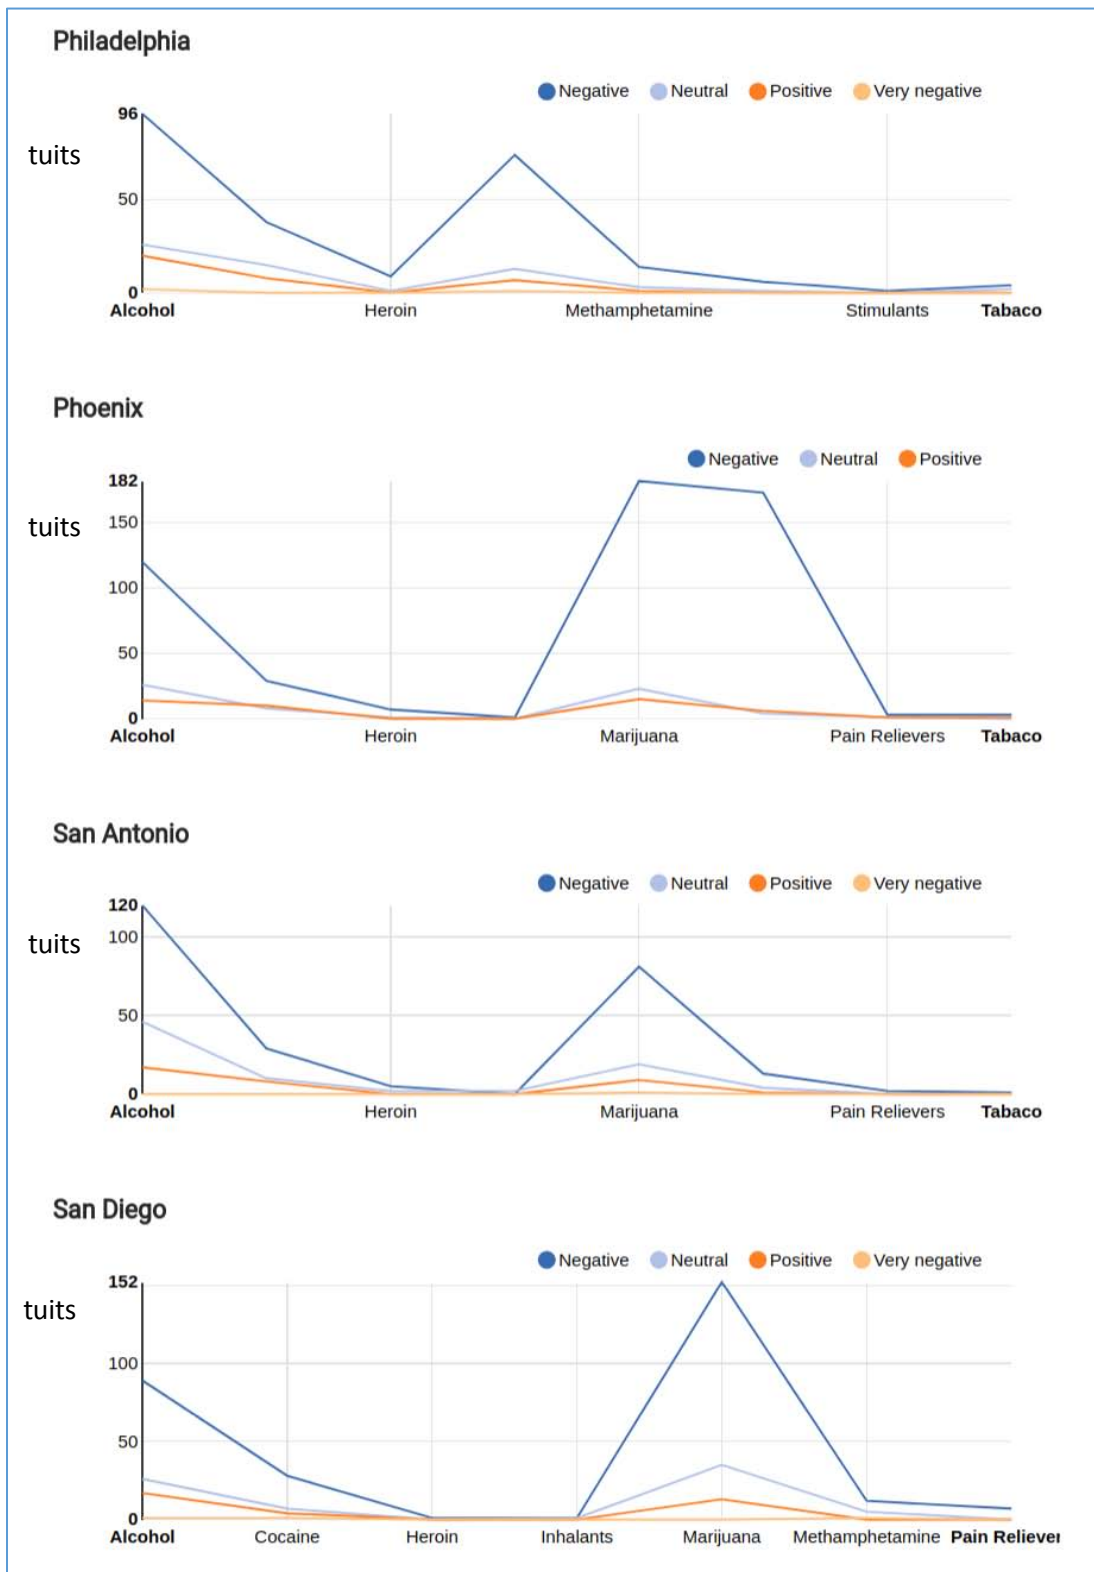 Philadelphia
Negative Neutral Positive Very negative
96
tuits
50
0
Alcohol Heroin Methamphetamine Stimulants Tabaco
Phoenix
Negative Neutral Positive
182
tuits 150
100
50
0
Alcohol Heroin Marijuana Pain Relievers Tabaco
San Antonio
Negative Neutral Positive Very negative
120
tuits 100
50
0
Alcohol Heroin Marijuana Pain Relievers Tabaco
San Diego
Negative Neutral Positive Very negative
152
tuits
100
50
0
Alcohol Cocaine Heroin Inhalants Marijuana Methamphetamine Pain Reliever